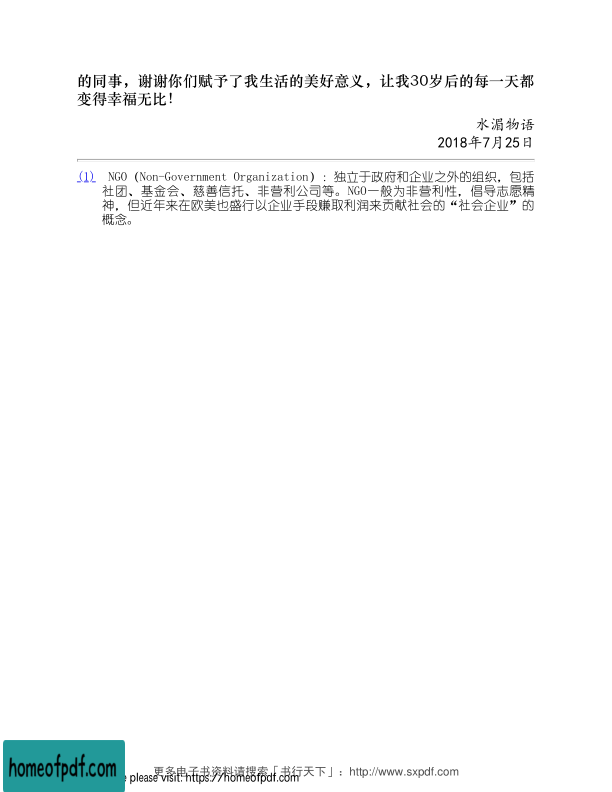 的同事，谢谢你们赋予了我生活的美好意义，让我30岁后的每一天都
变得幸福无比！
水湄物语
2018年7月25日
(1) NGO（Non-Government Organization）：独立于政府和企业之外的组织，包括
社团、基金会、慈善信托、非营利公司等。NGO一般为非营利性，倡导志愿精
神，但近年来在欧美也盛行以企业手段赚取利润来贡献社会的“社会企业”的
概念。
更多电子书资料请搜索「书行天下」：http://www.sxpdf.com
homeofpdf.com
please visit: https://homeofpdf.com